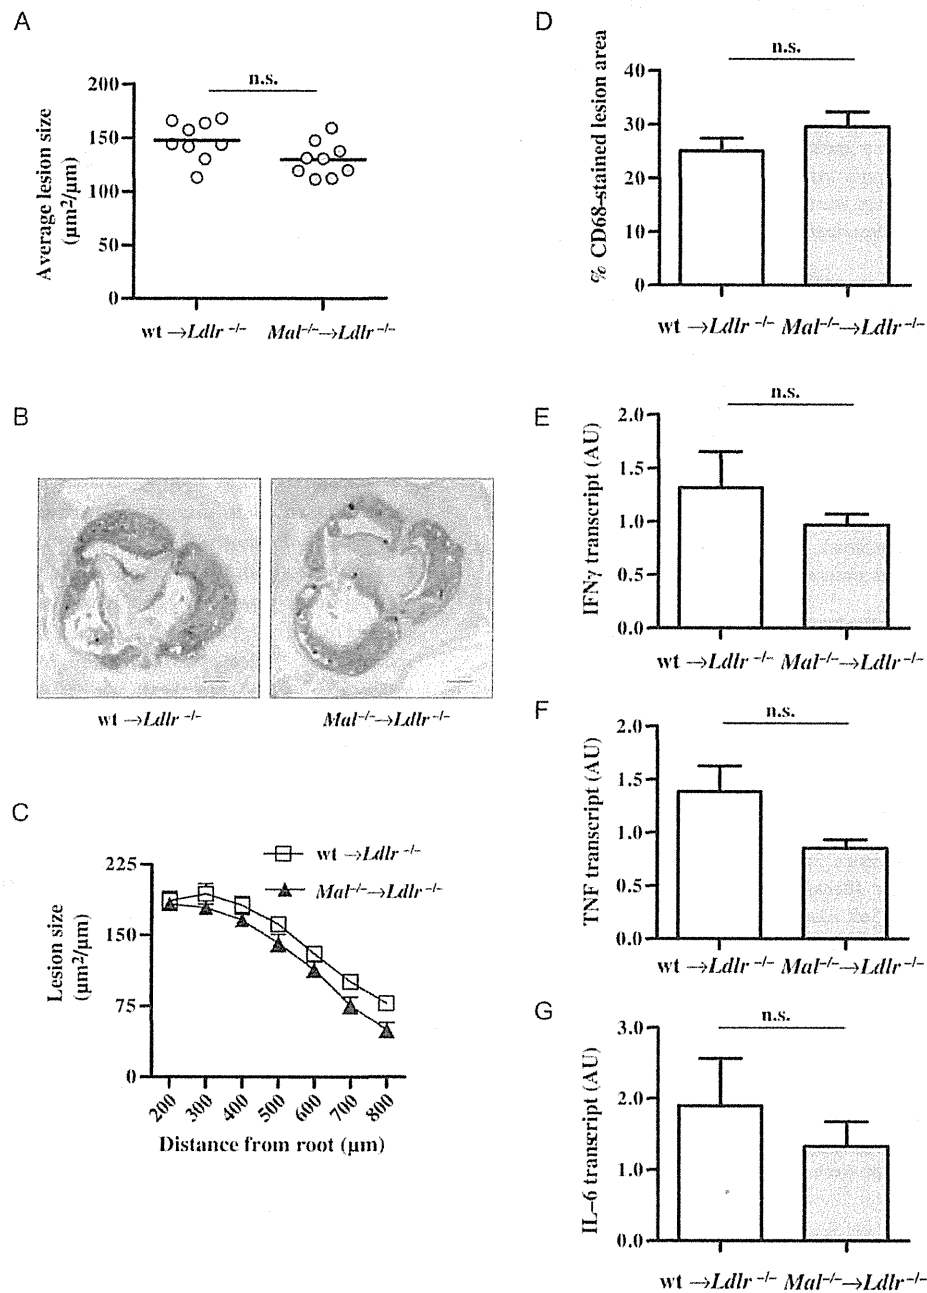 A
n.s.
200
150
100
50
0
Average lesion size
(µm²/µm)
wt →Ldlr⁻/⁻
Mal⁻/⁻→Ldlr⁻/⁻
B
wt →Ldlr⁻/⁻
Mal⁻/⁻→Ldlr⁻/⁻
C
wt →Ldlr⁻/⁻
Mal⁻/⁻→Ldlr⁻/⁻
225
150
75
0
Lesion size
(µm²/µm)
200 300 400 500 600 700 800
Distance from root (µm)
D
n.s.
40
30
20
10
0
% CD68-stained lesion area
wt →Ldlr⁻/⁻
Mal⁻/⁻→Ldlr⁻/⁻
E
n.s.
2.0
1.5
1.0
0.5
0.0
IFNγ transcript (AU)
wt →Ldlr⁻/⁻
Mal⁻/⁻→Ldlr⁻/⁻
F
n.s.
2.0
1.5
1.0
0.5
0.0
TNF transcript (AU)
wt →Ldlr⁻/⁻
Mal⁻/⁻→Ldlr⁻/⁻
G
n.s.
3.0
2.0
1.0
0.0
IL–6 transcript (AU)
wt →Ldlr⁻/⁻
Mal⁻/⁻→Ldlr⁻/⁻